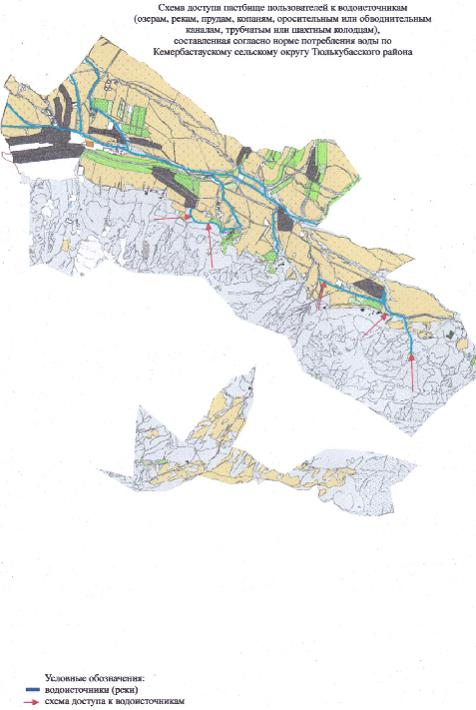 Схема доступа пастбище пользователей к водоисточникам
(озерам, рекам, прудам, копаням, оросительным или обводнительным
каналам, трубчатым или шахтным колодцам),
составленная согласно норме потребления воды по
Кемербастаускому сельскому округу Тюлькубасского района
Условные обозначения:
водоисточники (реки)
схема доступа к водоисточникам